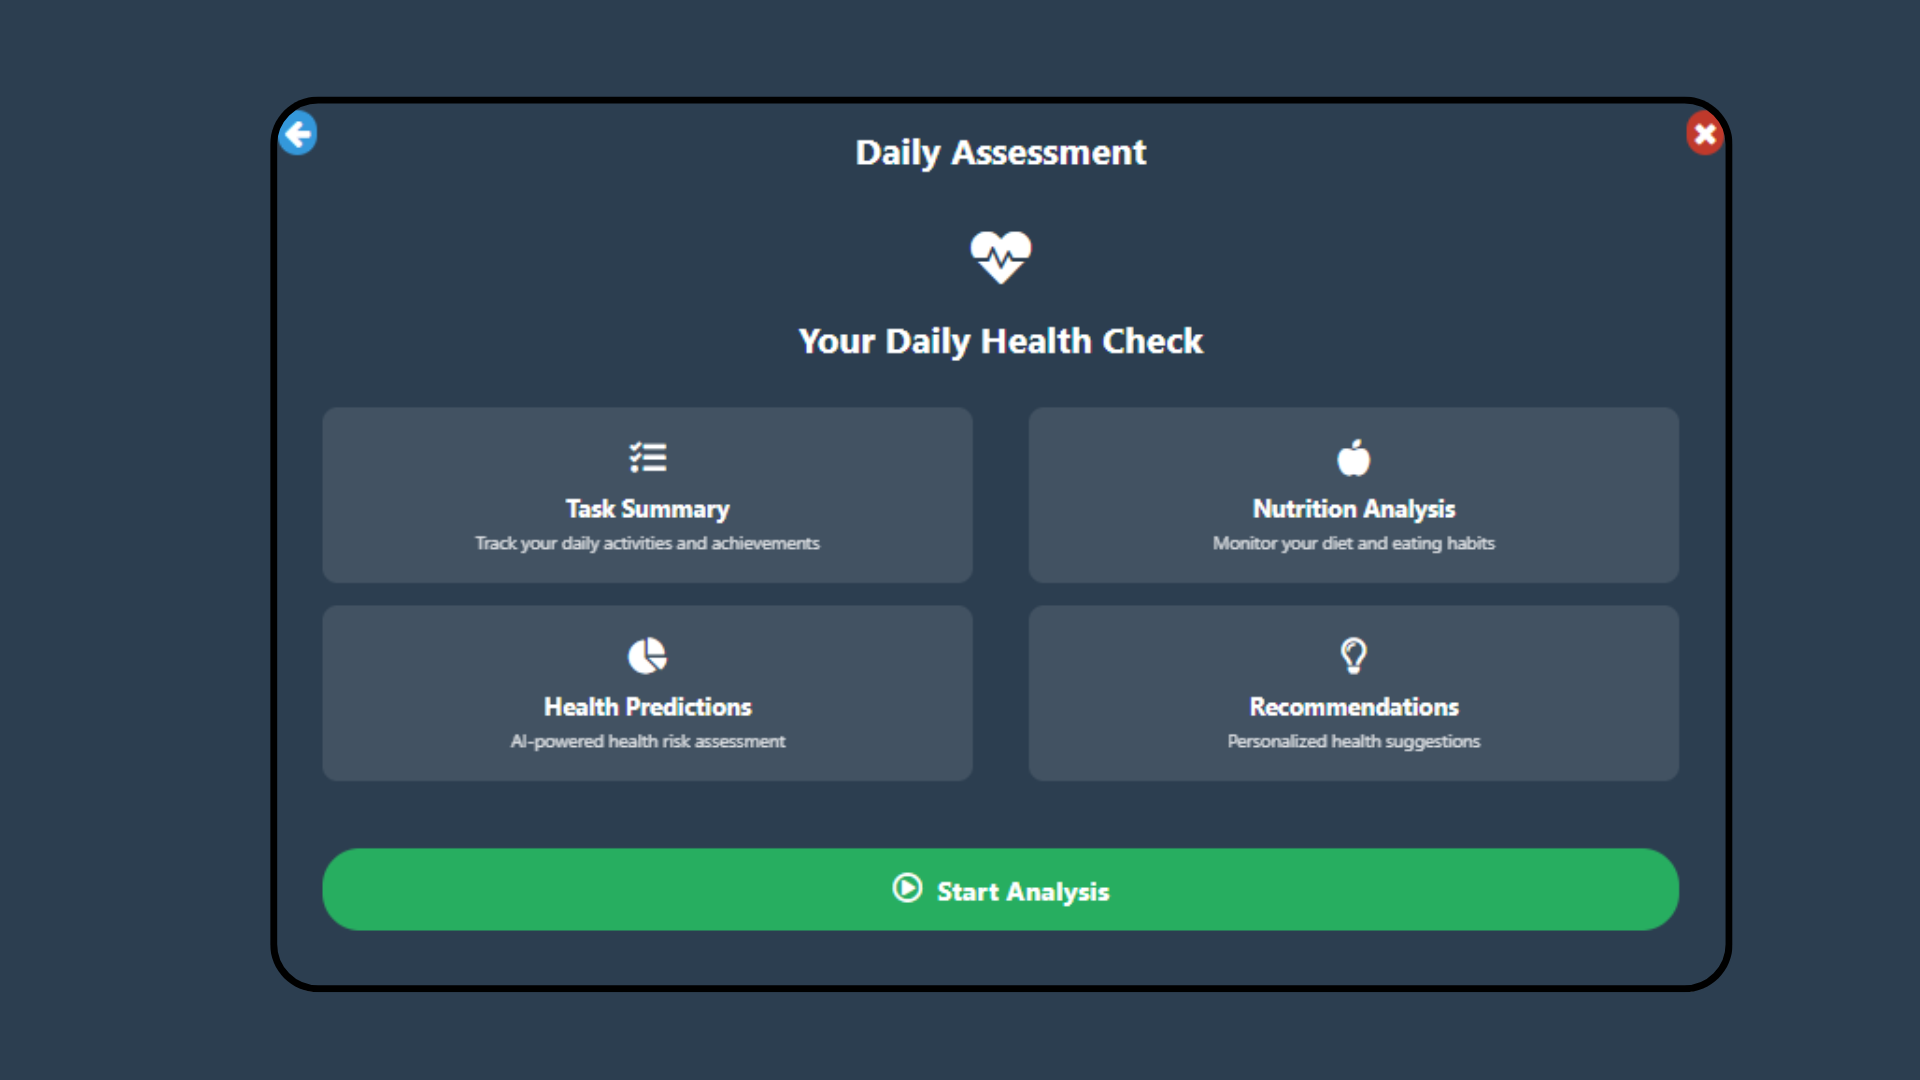 Daily Assessment
Your Daily Health Check
Task Summary
Track your daily activities and achievements
Nutrition Analysis
Monitor your diet and eating habits
Health Predictions
AI-powered health risk assessment
Recommendations
Personalized health suggestions
Start Analysis